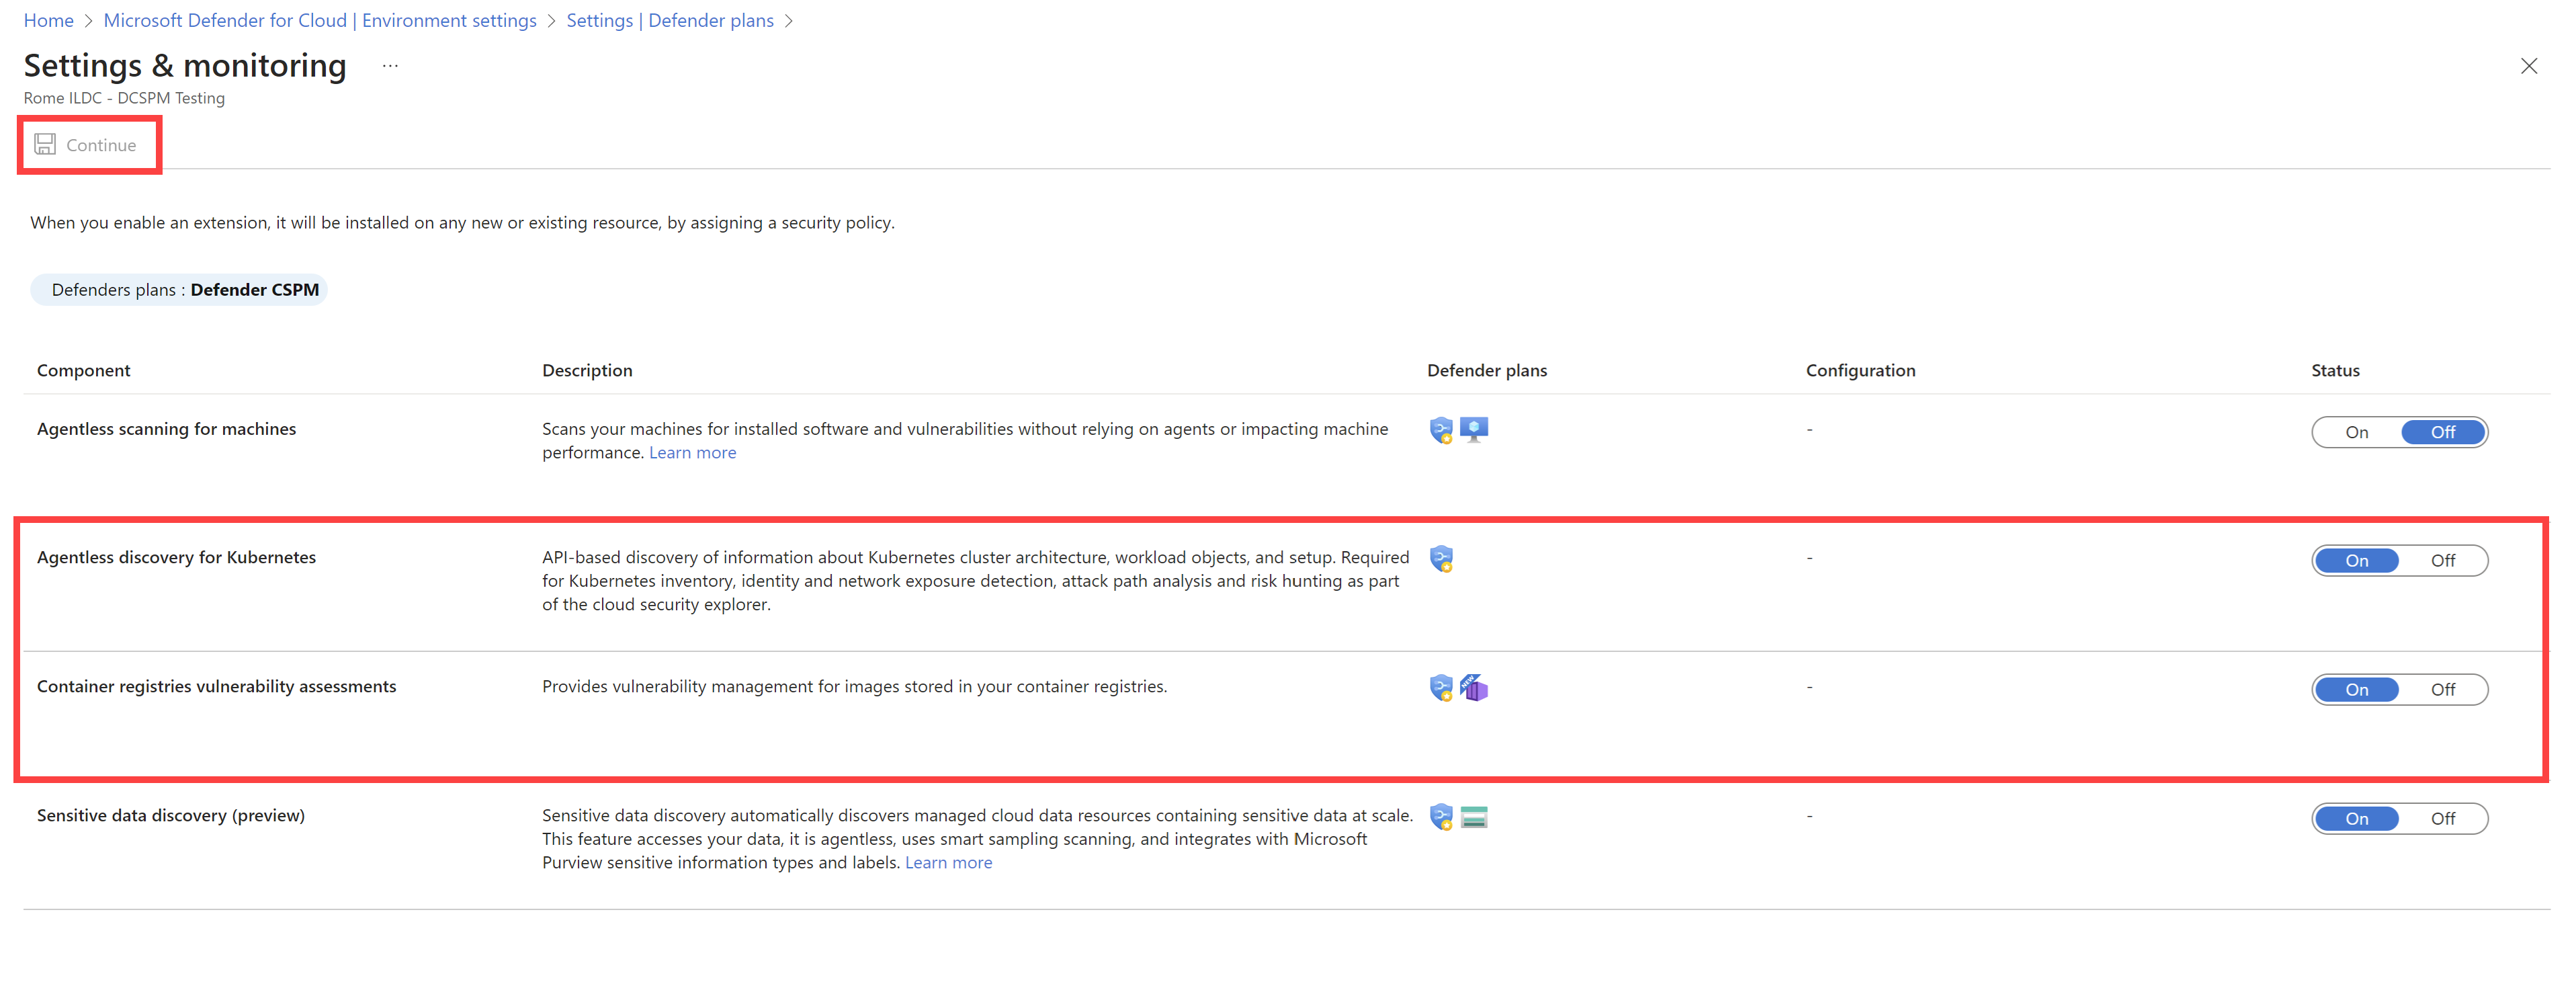 Home > Microsoft Defender for Cloud | Environment settings > Settings | Defender plans >
Settings & monitoring ...
Rome ILDC - DCSPM Testing
Continue
When you enable an extension, it will be installed on any new or existing resource, by assigning a security policy.
Defenders plans : Defender CSPM
Component Description Defender plans Configuration Status
Agentless scanning for machines
Scans your machines for installed software and vulnerabilities without relying on agents or impacting machine
performance. Learn more
-
On Off
Agentless discovery for Kubernetes
API-based discovery of information about Kubernetes cluster architecture, workload objects, and setup. Required
for Kubernetes inventory, identity and network exposure detection, attack path analysis and risk hunting as part
of the cloud security explorer.
-
On Off
Container registries vulnerability assessments
Provides vulnerability management for images stored in your container registries.
NEW
-
On Off
Sensitive data discovery (preview)
Sensitive data discovery automatically discovers managed cloud data resources containing sensitive data at scale.
This feature accesses your data, it is agentless, uses smart sampling scanning, and integrates with Microsoft
Purview sensitive information types and labels. Learn more
-
On Off